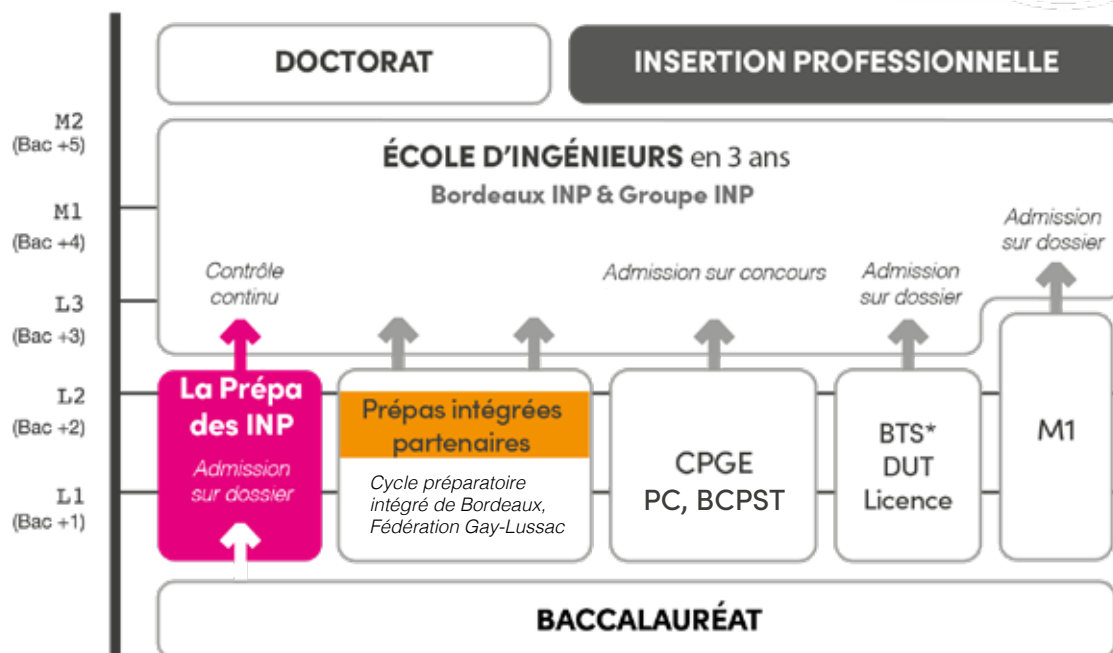 DOCTORAT
INSERTION PROFESSIONNELLE
M2
(Bac +5)
ÉCOLE D'INGÉNIEURS en 3 ans
Bordeaux INP & Groupe INP
M1
(Bac +4)
Admission
sur dossier
Contrôle
continu
Admission sur concours
Admission
sur dossier
L3
(Bac +3)
La Prépa
des INP
Admission
sur dossier
L2
(Bac +2)
Prépas intégrées
partenaires
Cycle préparatoire
intégré de Bordeaux,
Fédération Gay-Lussac
CPGE
PC, BCPST
BTS*
DUT
Licence
M1
L1
(Bac +1)
BACCALAURÉAT